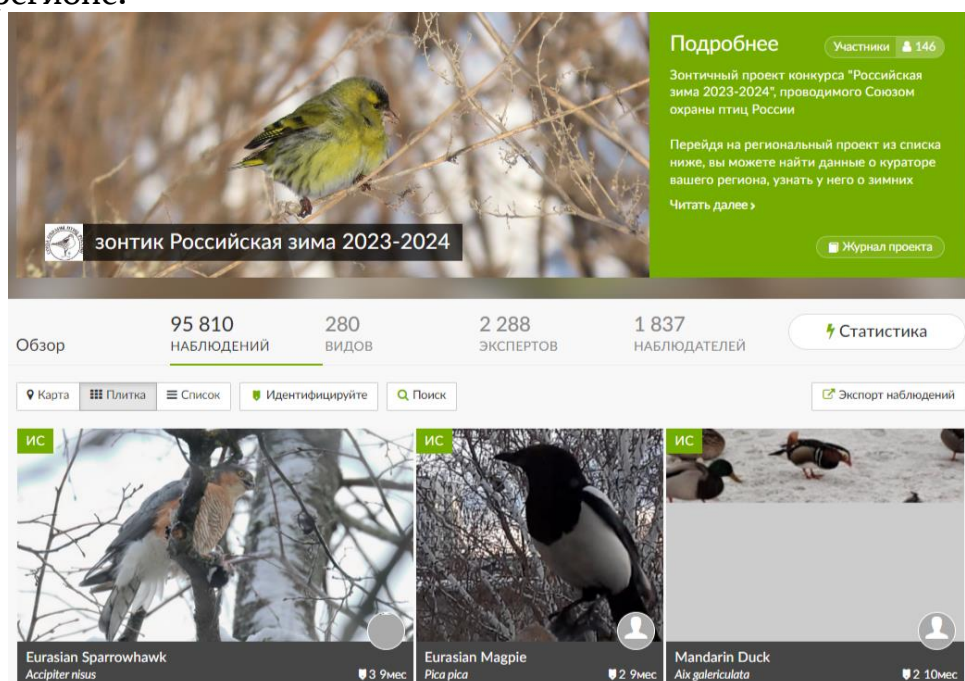 регионе.
Подробнее
Участники 146
Зонтичный проект конкурса "Российская
зима 2023-2024", проводимого Союзом
охраны птиц России
Перейдя на региональный проект из списка
ниже, вы можете найти данные о кураторе
вашего региона, узнать у него о зимних
Читать далее ›
зонтик Российская зима 2023-2024
Журнал проекта
Обзор
95 810
НАБЛЮДЕНИЙ
280
ВИДОВ
2 288
ЭКСПЕРТОВ
1 837
НАБЛЮДАТЕЛЕЙ
Статистика
Карта Плитка Список Идентифицируйте Поиск Экспорт наблюдений
ИС
Eurasian Sparrowhawk
Accipiter nisus 3 9мес
ИС
Eurasian Magpie
Pica pica 2 9мес
ИС
Mandarin Duck
Aix galericulata 2 10мес